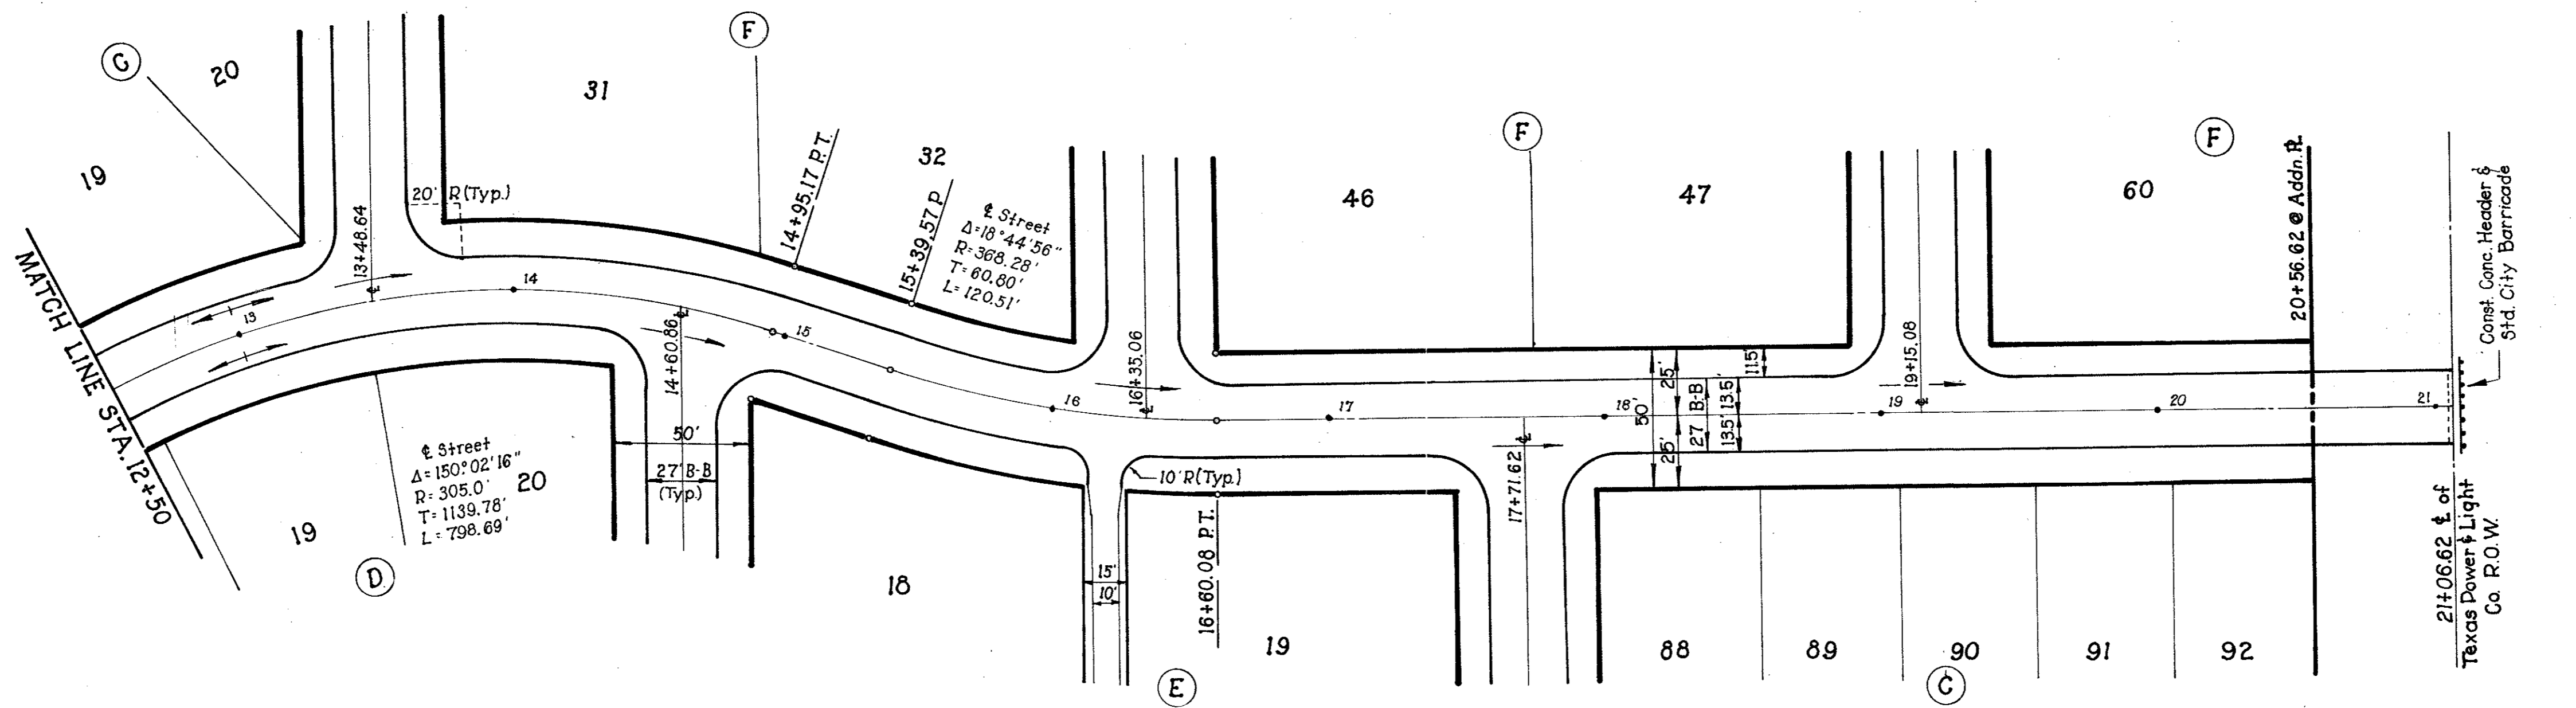 G
20
F
31
19
32
F
F
46
47
60
20' R (Typ.)
13+48.64
14+95.17 P.T.
15+39.57 P
℄ Street
Δ=18°44'56"
R=368.28'
T=60.80'
L=120.51'
16+35.06
19+15.08
20+56.62 @ Addn. ℞.
Const. Conc. Header &
Std. City Barricade
MATCH LINE STA. 12+50
13
14
14+60.86
15
16
17
18
19
20
21
50'
25'
25'
27 B-B
13.5'
13.5'
11.5'
17+71.62
℄ Street
Δ=150°02'16"
R=305.0'
T=1139.78'
L=798.69'
19
20
D
50'
27' B-B
(Typ.)
18
10' R (Typ.)
15'
10'
16+60.08 P.T.
19
E
88
89
90
91
92
G
21+06.62 ℄ of
Texas Power & Light
Co. R.O.W.